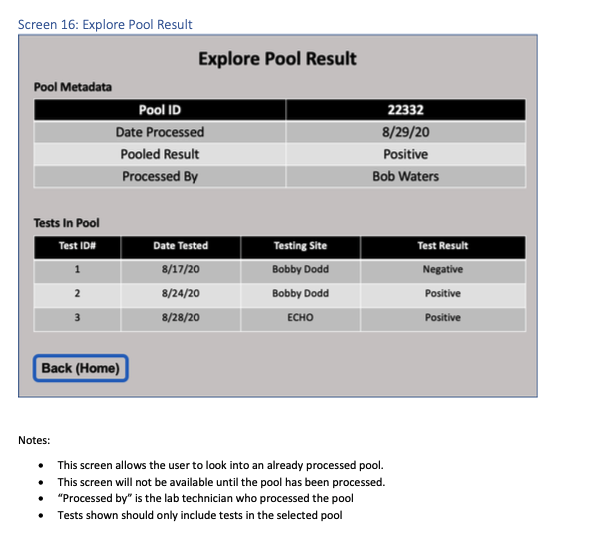 Screen 16: Explore Pool Result
Explore Pool Result
Pool Metadata
Pool ID 22332
Date Processed 8/29/20
Pooled Result Positive
Processed By Bob Waters
Tests In Pool
Test ID# Date Tested Testing Site Test Result
1 8/17/20 Bobby Dodd Negative
2 8/24/20 Bobby Dodd Positive
3 8/28/20 ECHO Positive
Back (Home)
Notes:
• This screen allows the user to look into an already processed pool.
• This screen will not be available until the pool has been processed.
• “Processed by” is the lab technician who processed the pool
• Tests shown should only include tests in the selected pool